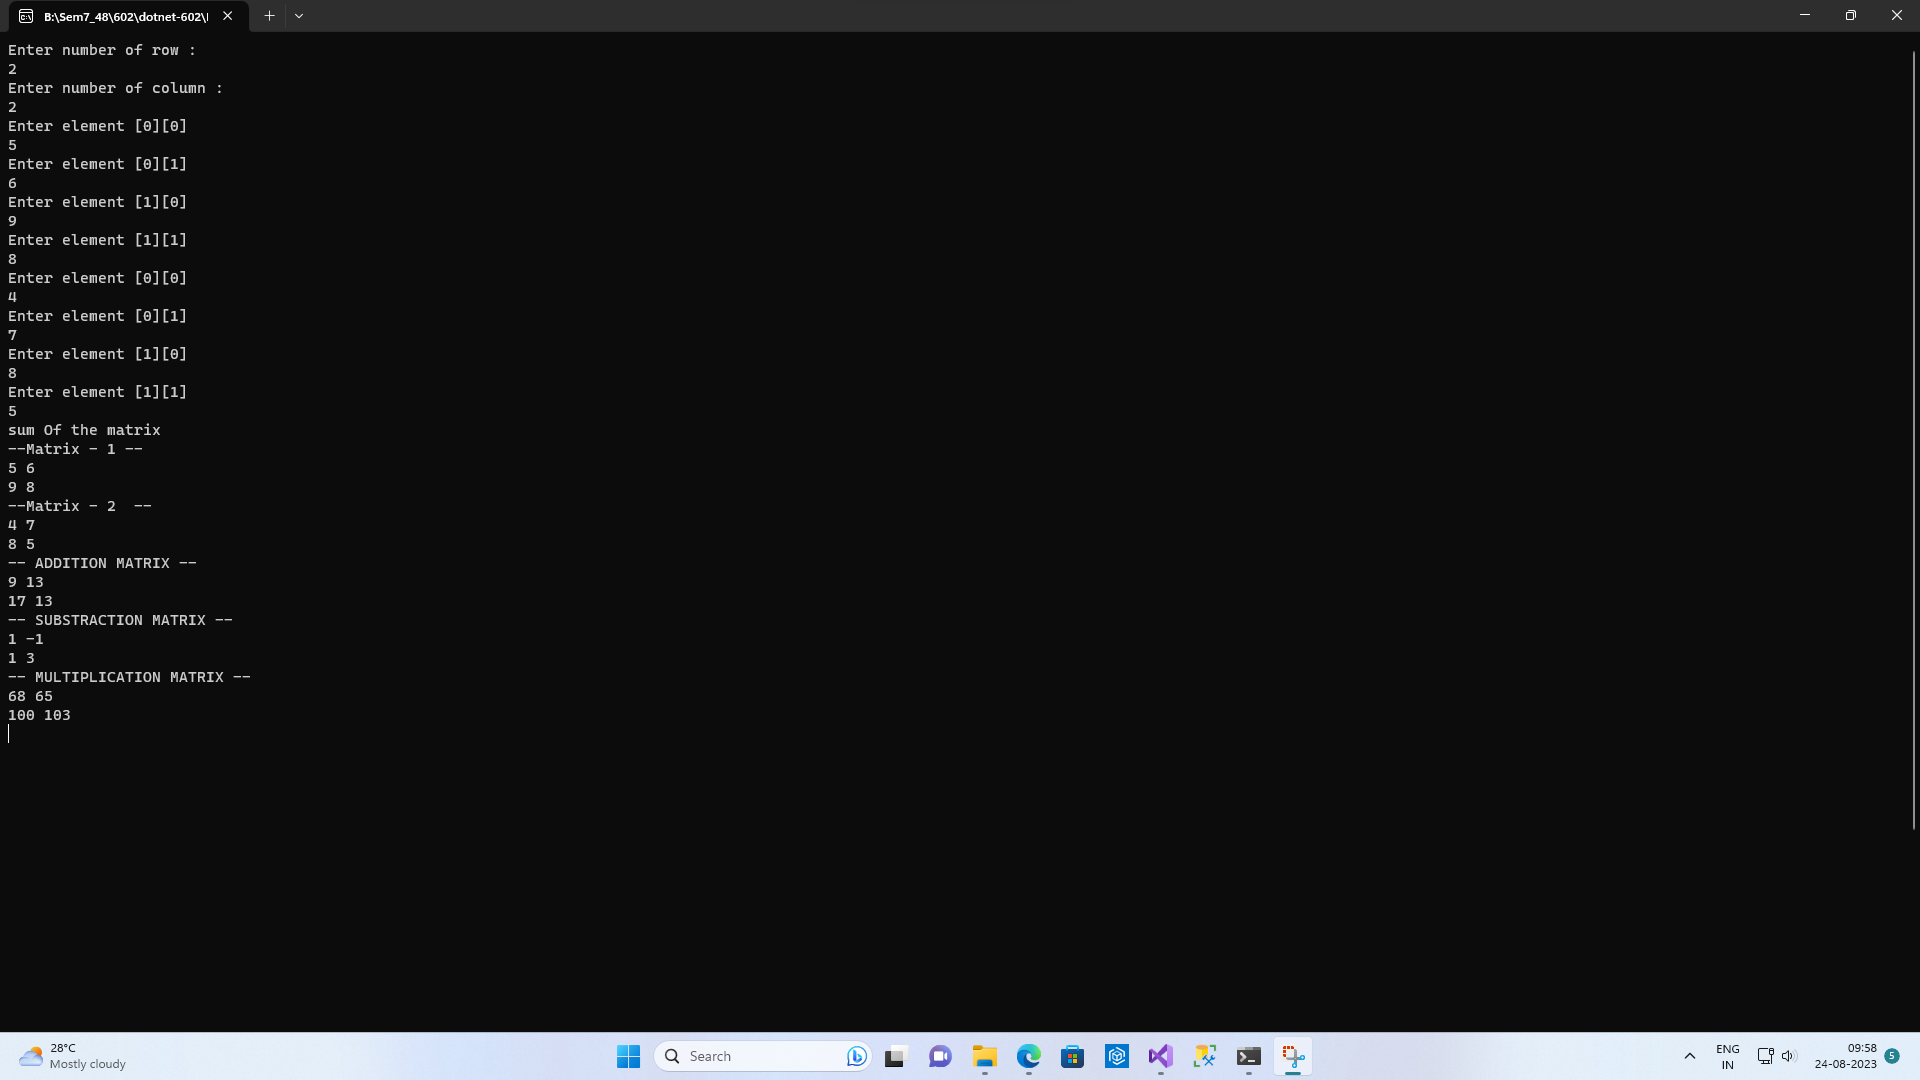 B:\Sem7_48\602\dotnet-602\
Enter number of row :
2
Enter number of column :
2
Enter element [0][0]
5
Enter element [0][1]
6
Enter element [1][0]
9
Enter element [1][1]
8
Enter element [0][0]
4
Enter element [0][1]
7
Enter element [1][0]
8
Enter element [1][1]
5
sum Of the matrix
--Matrix - 1 --
5 6
9 8
--Matrix - 2  --
4 7
8 5
-- ADDITION MATRIX --
9 13
17 13
-- SUBSTRACTION MATRIX --
1 -1
1 3
-- MULTIPLICATION MATRIX --
68 65
100 103
28°C
Mostly cloudy
Search
ENG
IN
09:58
24-08-2023
5